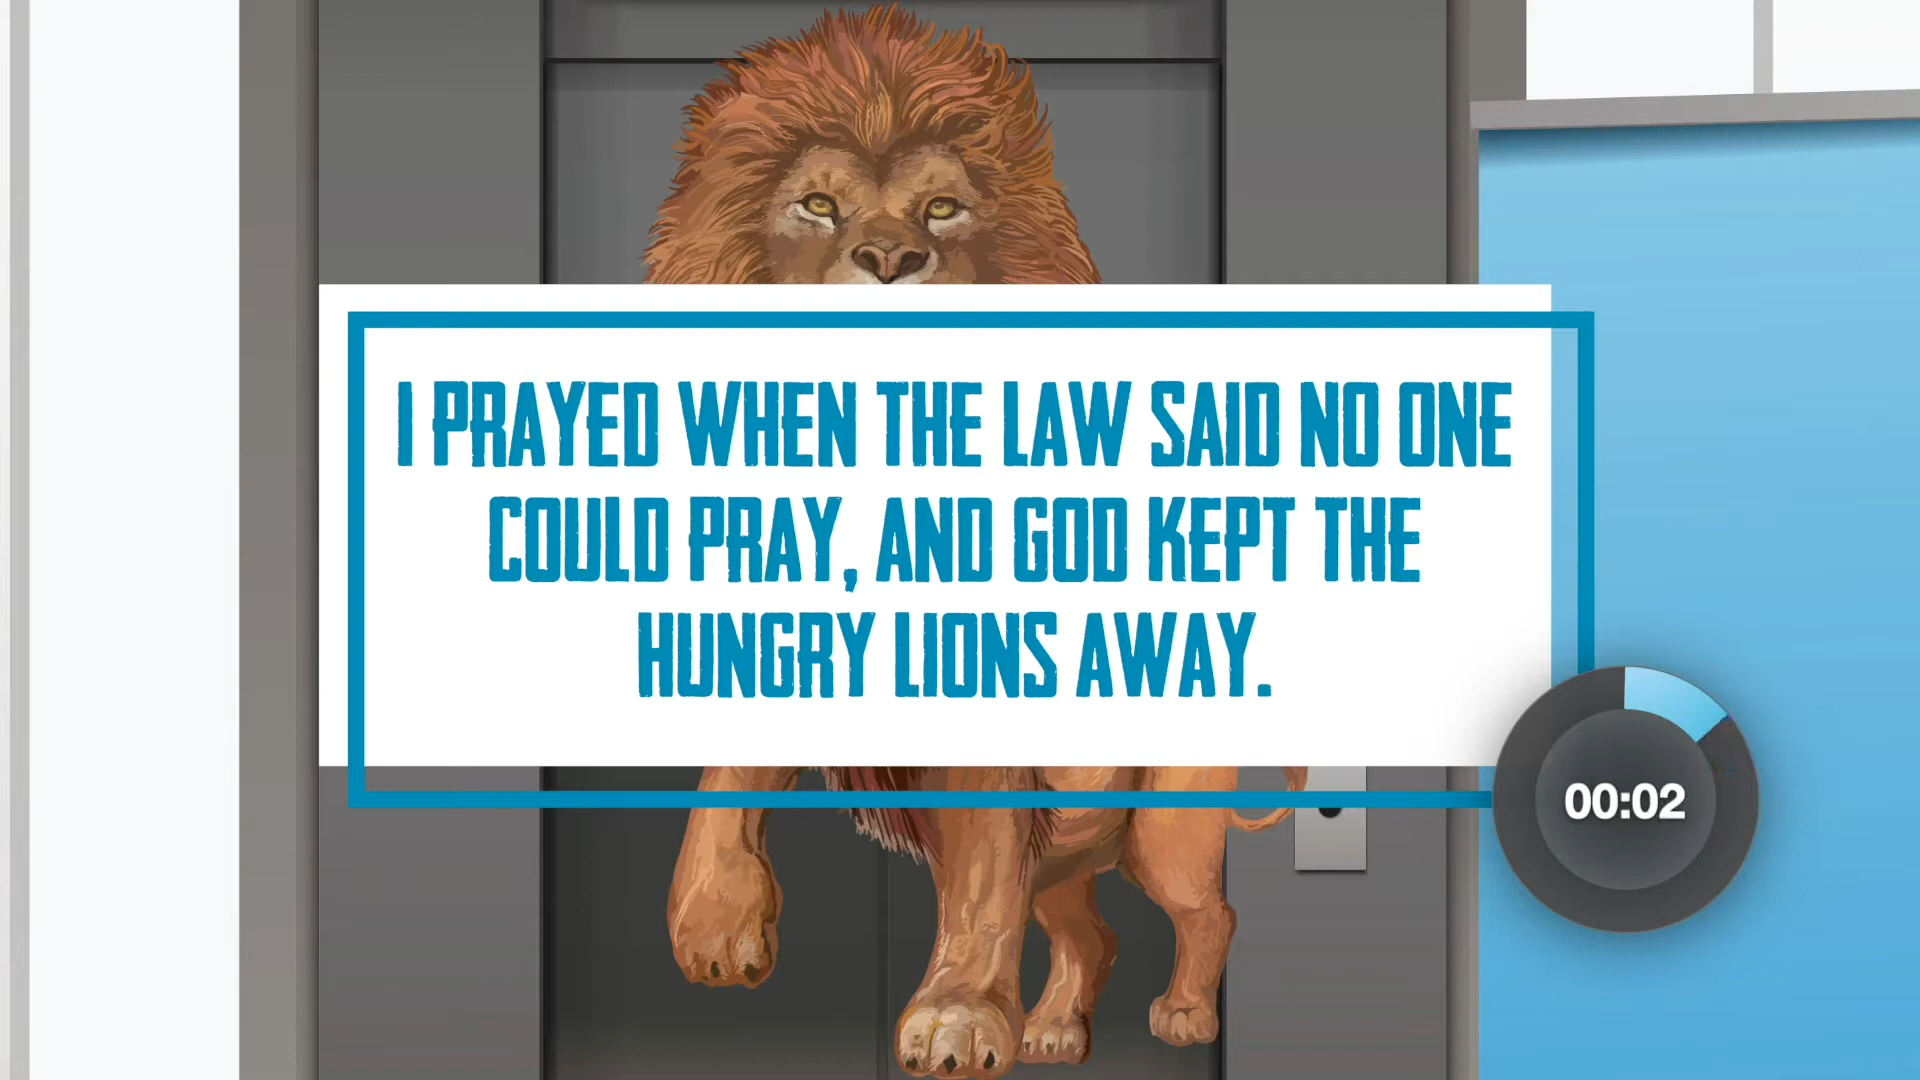 I PRAYED WHEN THE LAW SAID NO ONE
COULD PRAY, AND GOD KEPT THE
HUNGRY LIONS AWAY.
00:02